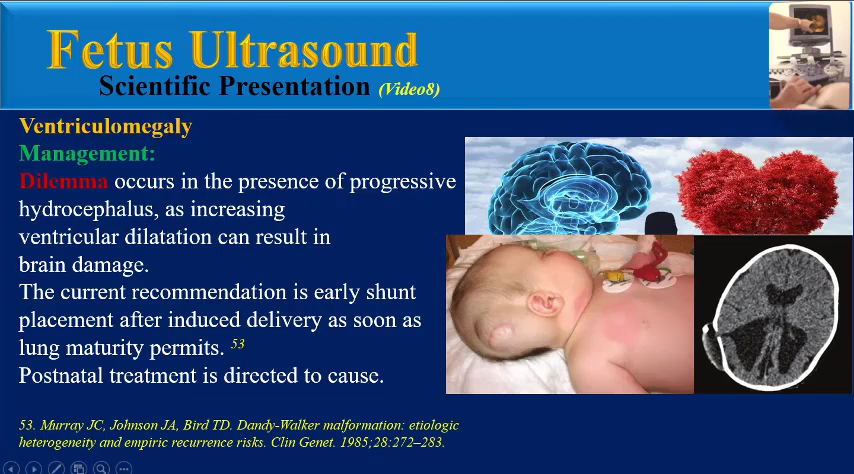 Fetus Ultrasound
Scientific Presentation (Video8)
Ventriculomegaly
Management:
Dilemma occurs in the presence of progressive
hydrocephalus, as increasing
ventricular dilatation can result in
brain damage.
The current recommendation is early shunt
placement after induced delivery as soon as
lung maturity permits. 53
Postnatal treatment is directed to cause.
53. Murray JC, Johnson JA, Bird TD. Dandy-Walker malformation: etiologic
heterogeneity and empiric recurrence risks. Clin Genet. 1985;28:272–283.